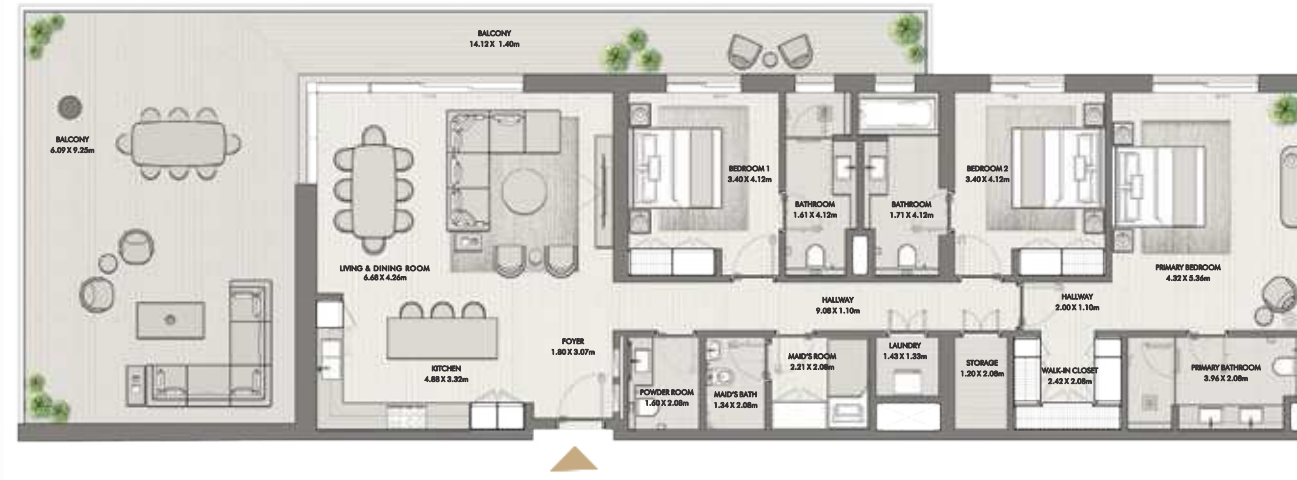 BALCONY
14.12 X 1.40m
BALCONY
6.09 X 9.25m
BEDROOM 1
3.40 X 4.12m
BEDROOM 2
3.40 X 4.12m
BATHROOM
1.61 X 4.12m
BATHROOM
1.71 X 4.12m
LIVING & DINING ROOM
6.68 X 4.26m
PRIMARY BEDROOM
4.32 X 5.36m
HALLWAY
9.08 X 1.10m
HALLWAY
2.00 X 1.10m
FOYER
1.80 X 3.07m
KITCHEN
4.88 X 3.32m
POWDER ROOM
1.60 X 2.08m
MAID'S BATH
1.34 X 2.08m
MAID'S ROOM
2.21 X 2.08m
LAUNDRY
1.43 X 1.33m
STORAGE
1.20 X 2.08m
WALK-IN CLOSET
2.42 X 2.08m
PRIMARY BATHROOM
3.96 X 2.08m